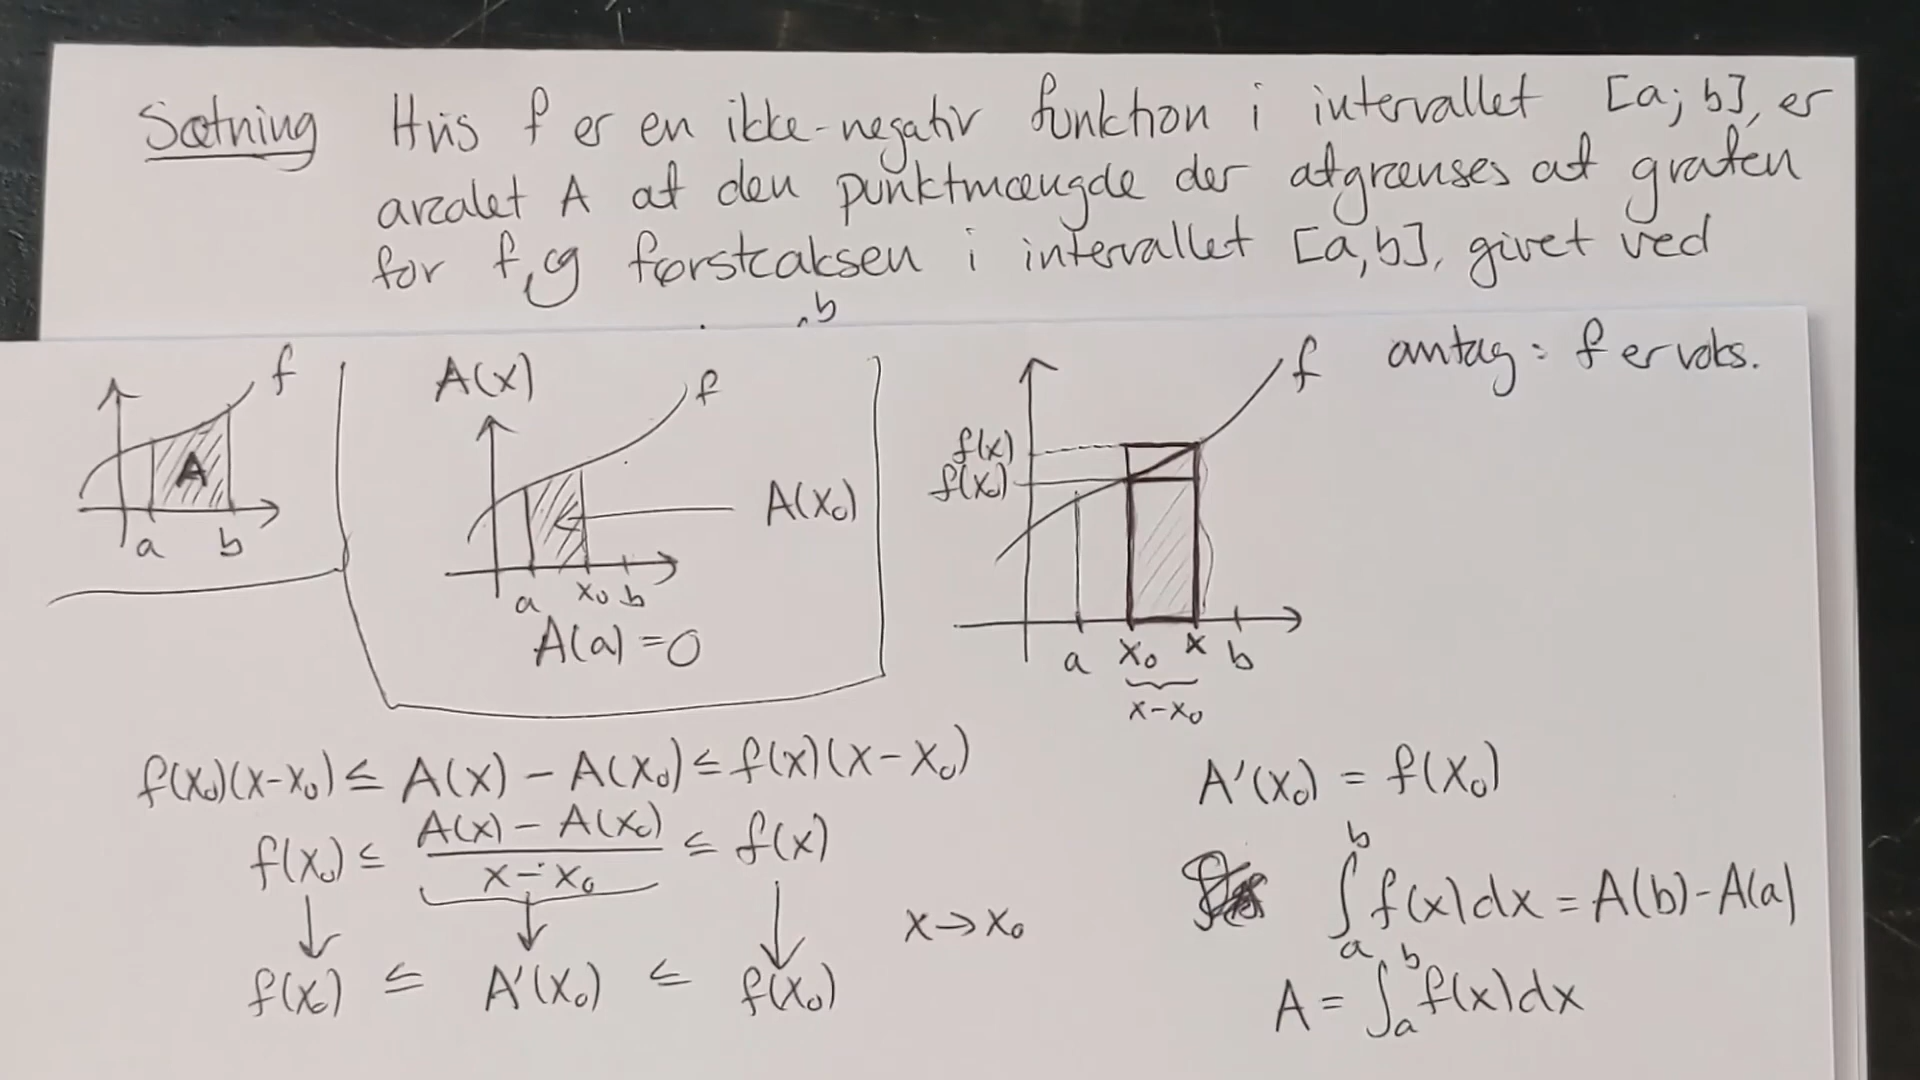 Sætning Hvis f er en ikke-negativ funktion i intervallet [a; b], er
arealet A af den punktmængde der afgrænses af grafen
for f, og førsteaksen i intervallet [a, b], givet ved
b
f
A
a b
A(x)
f
A(x₀)
a x₀ b
A(a) = 0
f antag: f er voks.
f(x)
f(x₀)
a x₀ x b
x-x₀
f(x₀)(x-x₀) ≤ A(x) - A(x₀) ≤ f(x)(x-x₀)
f(x₀) ≤ (A(x) - A(x₀))/(x - x₀) ≤ f(x)
↓ ↓ ↓ x → x₀
f(x₀) ≤ A'(x₀) ≤ f(x₀)
A'(x₀) = f(x₀)
∫ₐᵇ f(x)dx = A(b) - A(a)
A = ∫ₐᵇ f(x)dx